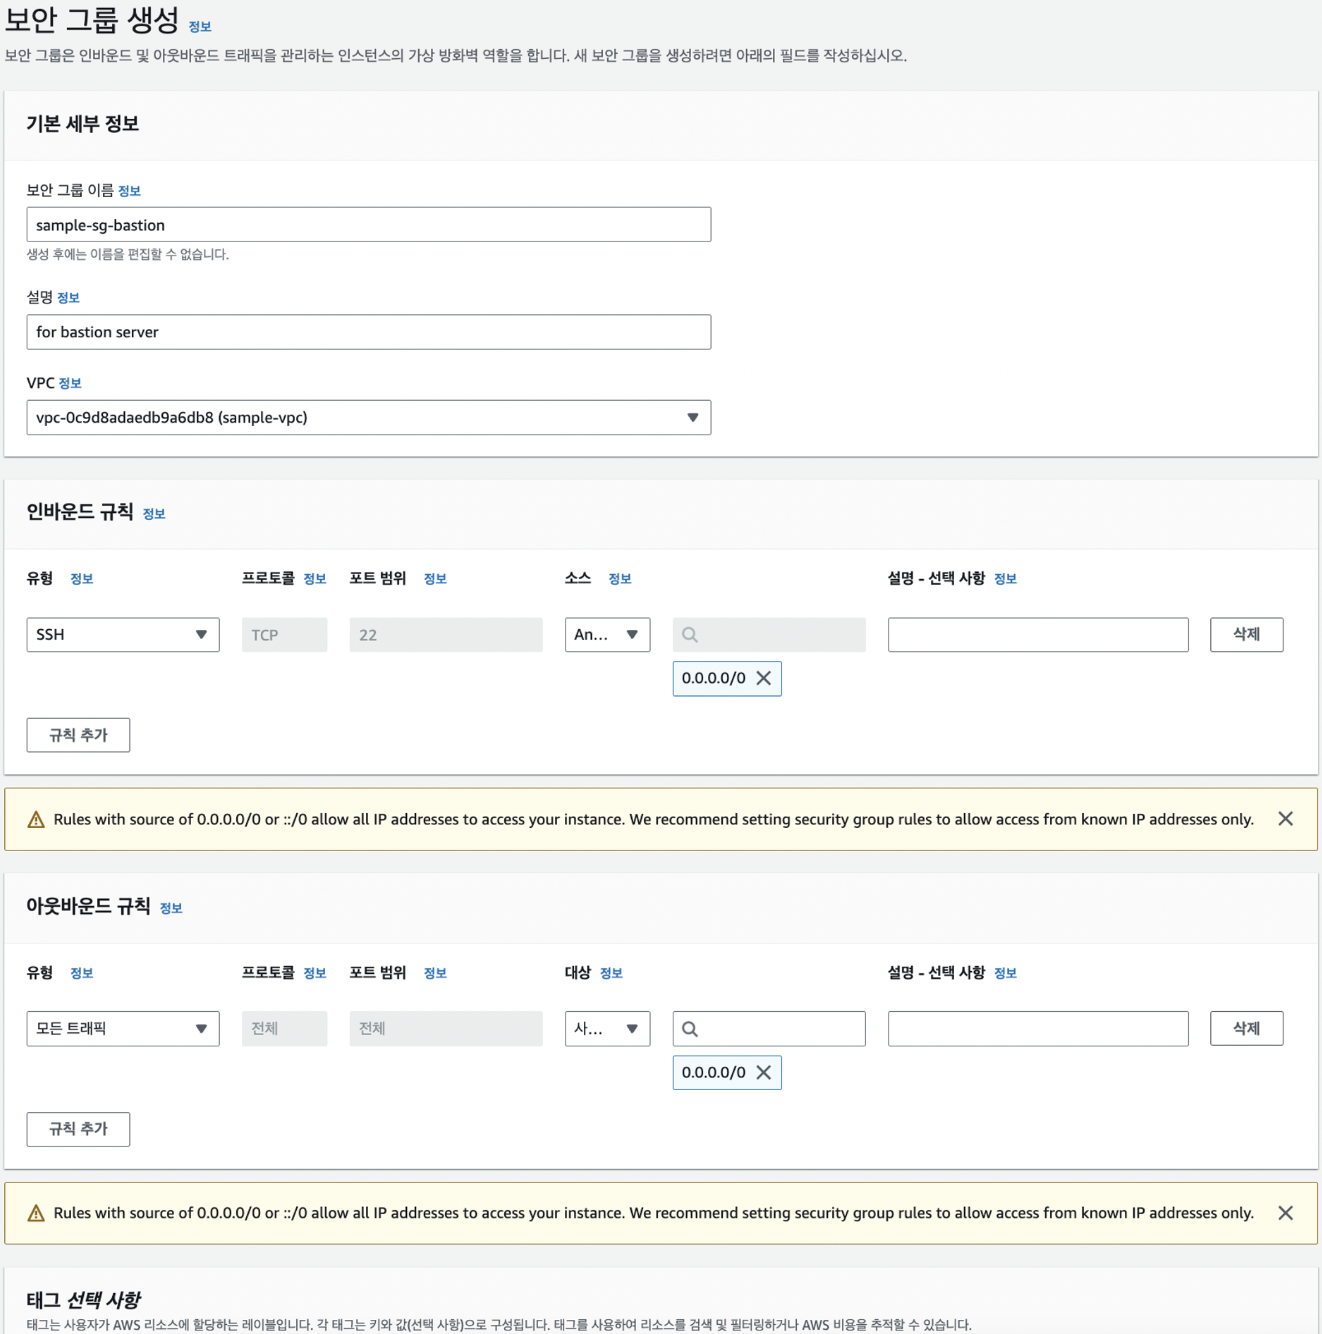 보안 그룹 생성 정보
보안 그룹은 인바운드 및 아웃바운드 트래픽을 관리하는 인스턴스의 가상 방화벽 역할을 합니다. 새 보안 그룹을 생성하려면 아래의 필드를 작성하십시오.
기본 세부 정보
보안 그룹 이름 정보
sample-sg-bastion
생성 후에는 이름을 편집할 수 없습니다.
설명 정보
for bastion server
VPC 정보
vpc-0c9d8adaedb9a6db8 (sample-vpc)
인바운드 규칙 정보
유형 정보 프로토콜 정보 포트 범위 정보 소스 정보 설명 - 선택 사항 정보
SSH TCP 22 An... 삭제
0.0.0.0/0
규칙 추가
Rules with source of 0.0.0.0/0 or ::/0 allow all IP addresses to access your instance. We recommend setting security group rules to allow access from known IP addresses only.
아웃바운드 규칙 정보
유형 정보 프로토콜 정보 포트 범위 정보 대상 정보 설명 - 선택 사항 정보
모든 트래픽 전체 전체 사... 삭제
0.0.0.0/0
규칙 추가
Rules with source of 0.0.0.0/0 or ::/0 allow all IP addresses to access your instance. We recommend setting security group rules to allow access from known IP addresses only.
태그 선택 사항
태그는 사용자가 AWS 리소스에 할당하는 레이블입니다. 각 태그는 키와 값(선택 사항)으로 구성됩니다. 태그를 사용하여 리소스를 검색 및 필터링하거나 AWS 비용을 추적할 수 있습니다.